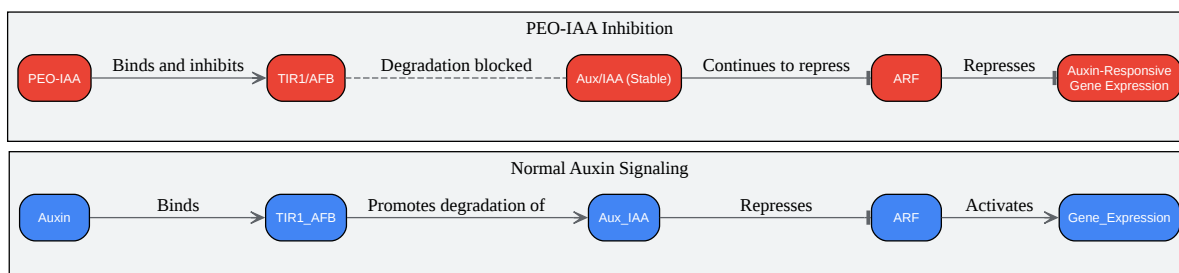 PEO-IAA Inhibition
PEO-IAA
Binds and inhibits
TIR1/AFB
Degradation blocked
Aux/IAA (Stable)
Continues to repress
ARF
Represses
Auxin-Responsive
Gene Expression
Normal Auxin Signaling
Auxin
Binds
TIR1_AFB
Promotes degradation of
Aux_IAA
Represses
ARF
Activates
Gene_Expression